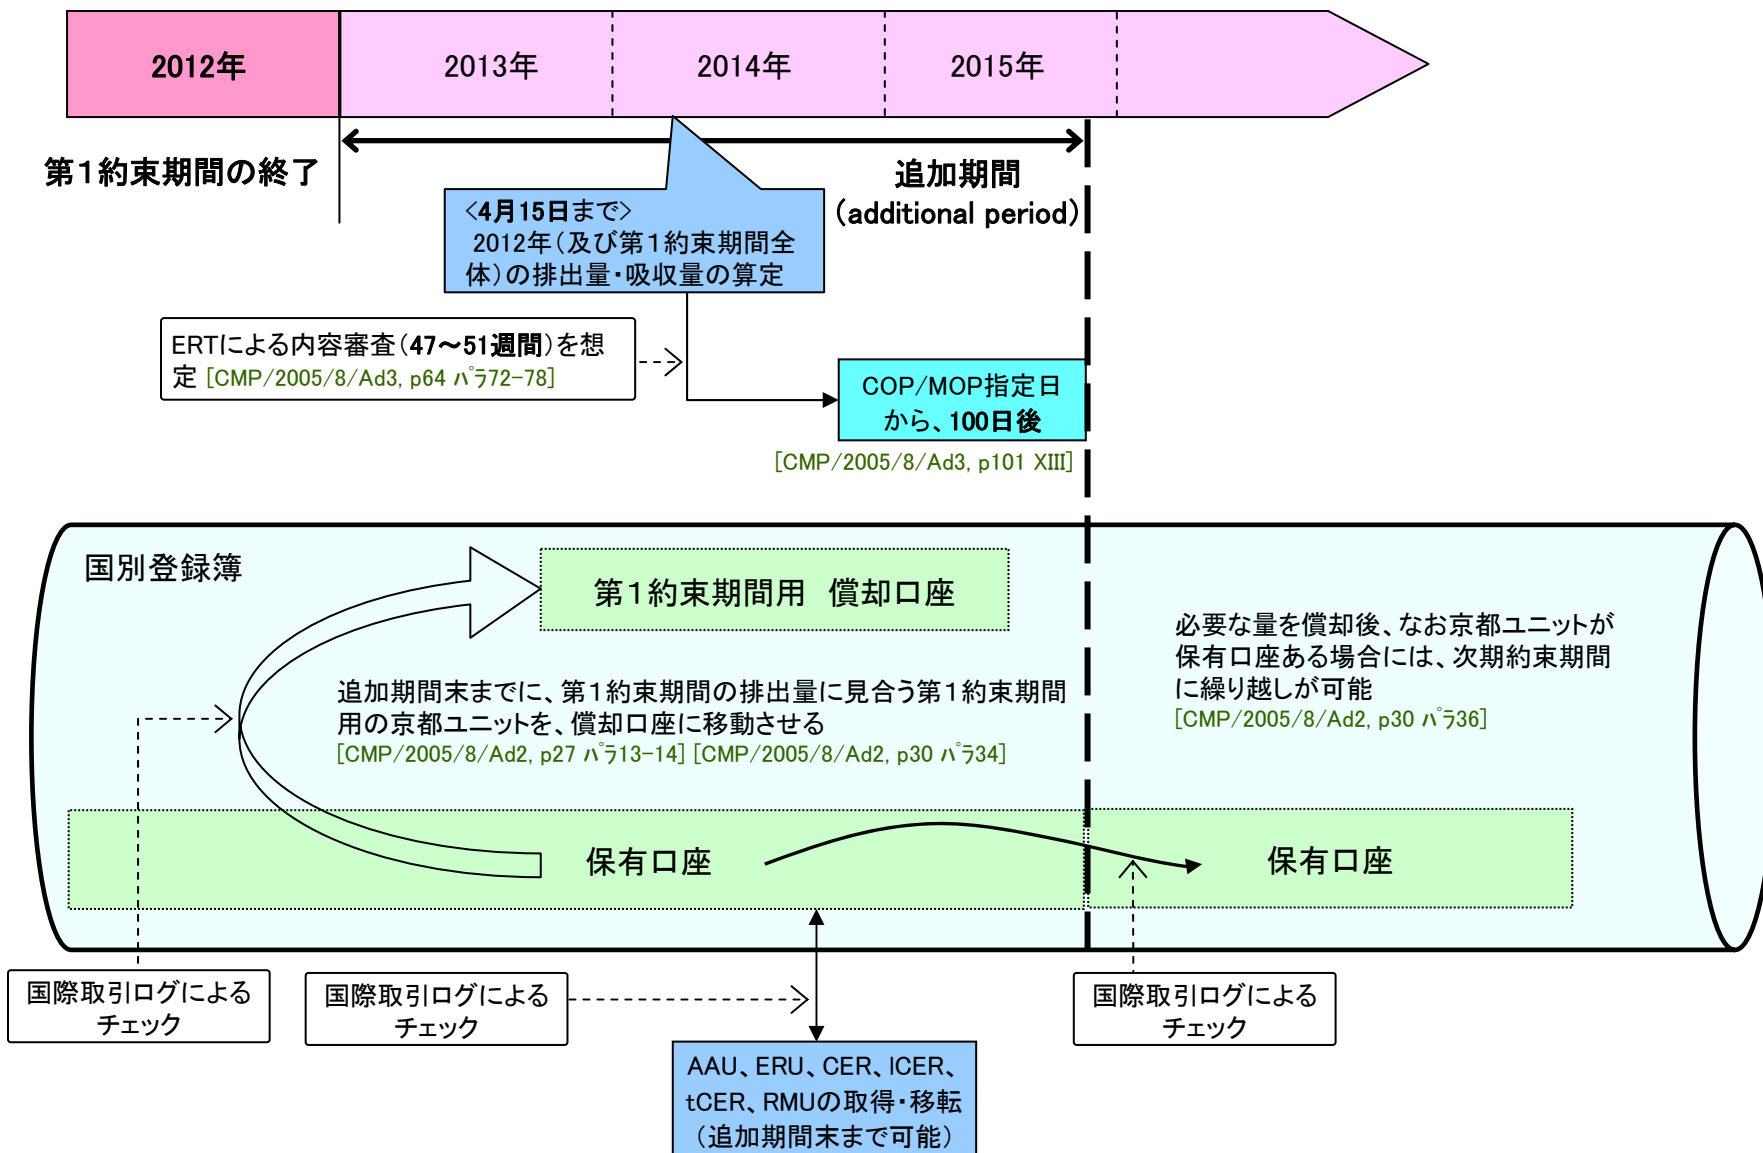 2012年
2013年
2014年
2015年
第1約束期間の終了
追加期間
(additional period)
<4月15日まで>
2012年(及び第1約束期間全
体)の排出量・吸収量の算定
ERTによる内容審査(47～51週間)を想
定 [CMP/2005/8/Ad3, p64 パラ72-78]
COP/MOP指定日
から、100日後
[CMP/2005/8/Ad3, p101 XIII]
国別登録簿
第1約束期間用 償却口座
追加期間末までに、第1約束期間の排出量に見合う第1約束期間
用の京都ユニットを、償却口座に移動させる
[CMP/2005/8/Ad2, p27 パラ13-14] [CMP/2005/8/Ad2, p30 パラ34]
必要な量を償却後、なお京都ユニットが
保有口座ある場合には、次期約束期間
に繰り越しが可能
[CMP/2005/8/Ad2, p30 パラ36]
保有口座
保有口座
国際取引ログによる
チェック
国際取引ログによる
チェック
国際取引ログによる
チェック
AAU、ERU、CER、lCER、
tCER、RMUの取得・移転
(追加期間末まで可能)